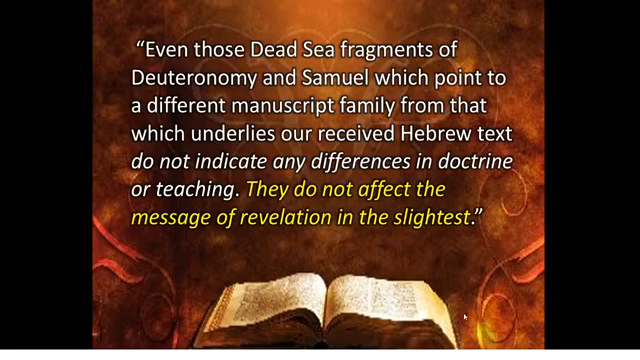 “Even those Dead Sea fragments of
Deuteronomy and Samuel which point to
a different manuscript family from that
which underlies our received Hebrew text
do not indicate any differences in doctrine
or teaching. They do not affect the
message of revelation in the slightest.”